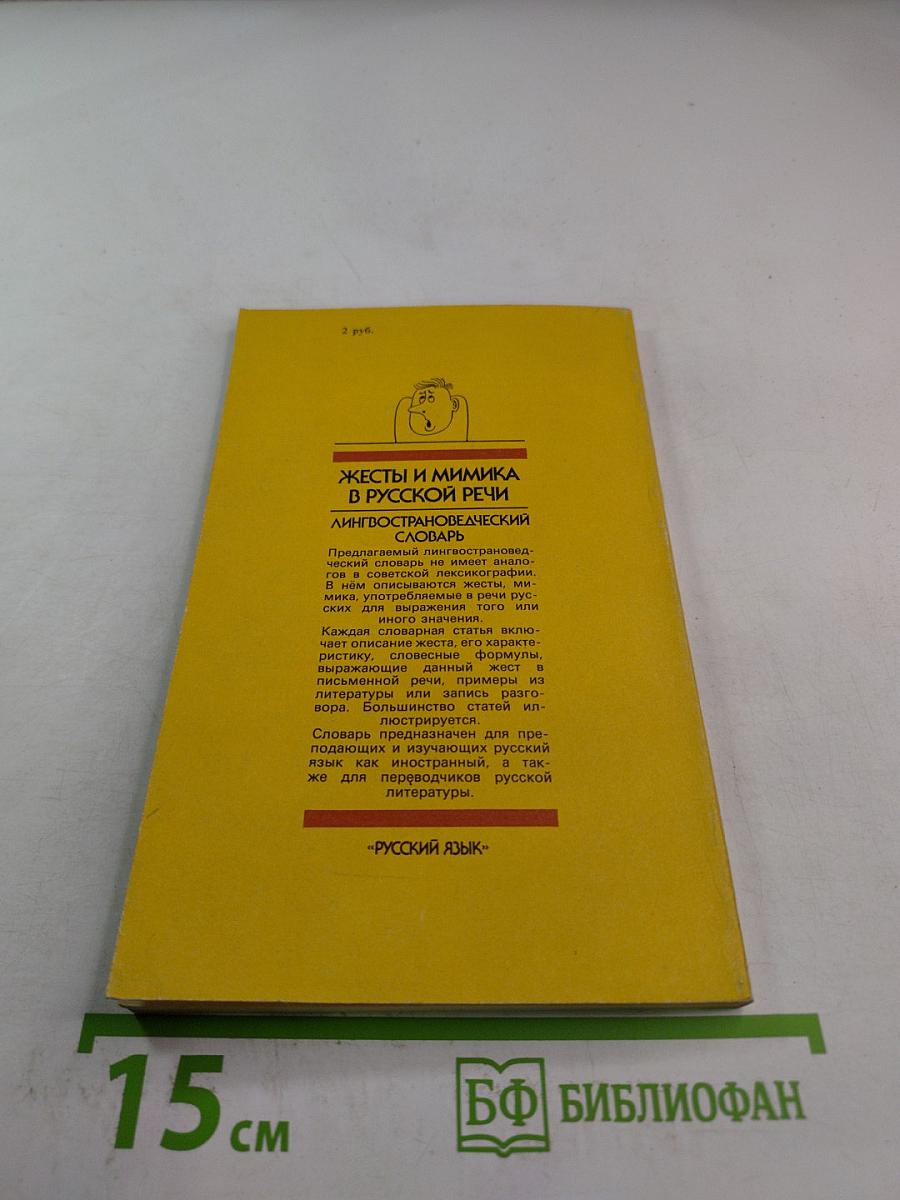 2 руб.
ЖЕСТЫ И МИМИКА
В РУССКОЙ РЕЧИ
ЛИНГВОСТРАНОВЕДЧЕСКИЙ
СЛОВАРЬ
Предлагаемый лингвострановед-
ческий словарь не имеет анало-
гов в советской лексикографии.
В нём описываются жесты, ми-
мика, употребляемые в речи рус-
ских для выражения того или
иного значения.
Каждая словарная статья вклю-
чает описание жеста, его характе-
ристику, словесные формулы,
выражающие данный жест в
письменной речи, примеры из
литературы или запись разго-
вора. Большинство статей ил-
люстрируется.
Словарь предназначен для пре-
подающих и изучающих русский
язык как иностранный, а так-
же для переводчиков русской
литературы.
«РУССКИЙ ЯЗЫК»
15 см
БФ БИБЛИОФАН